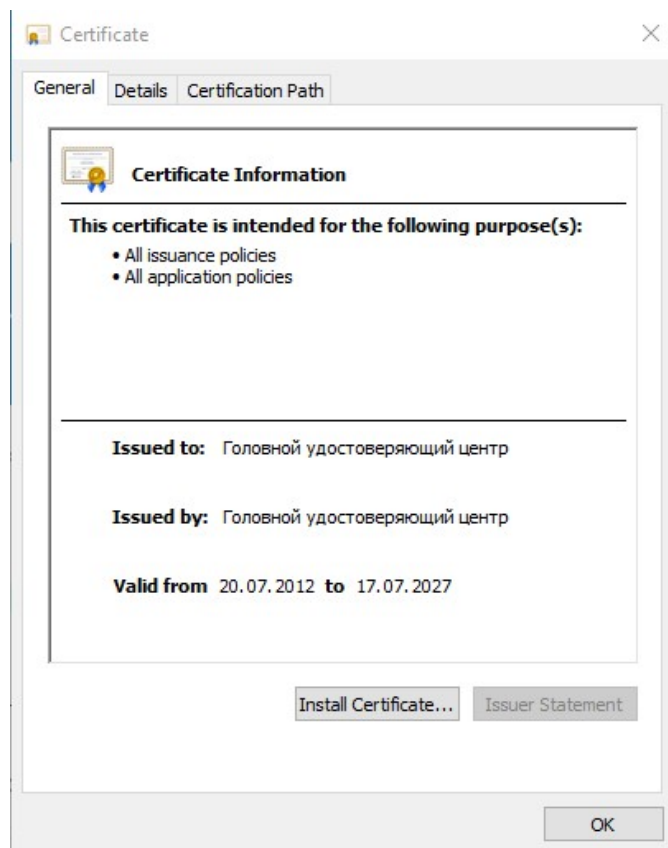 Certificate
General
Details
Certification Path
Certificate Information
This certificate is intended for the following purpose(s):
• All issuance policies
• All application policies
Issued to: Головной удостоверяющий центр
Issued by: Головной удостоверяющий центр
Valid from 20.07.2012 to 17.07.2027
Install Certificate...
Issuer Statement
OK